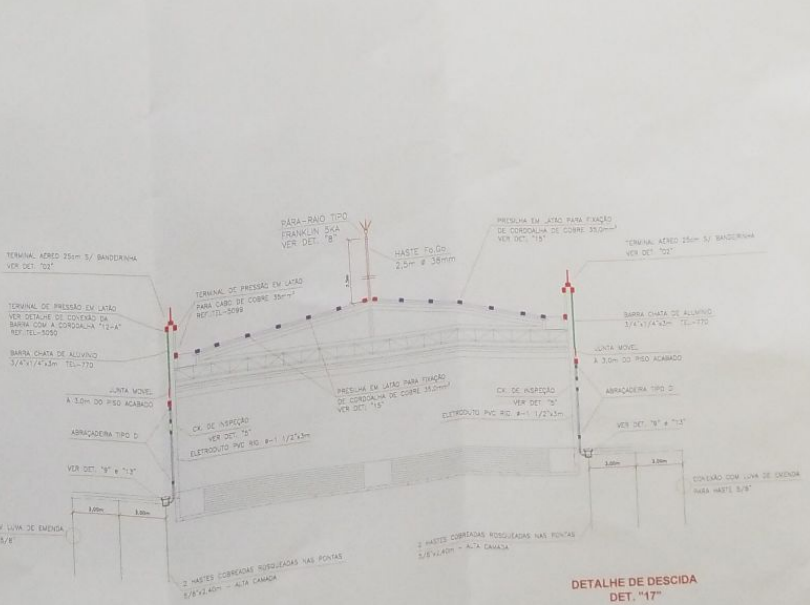 PÁRA-RAIO TIPO
FRANKLIN 5KA
VER DET. "8"
HASTE Fo.Go.
2,5m ø 38mm
PRESILHA EM LATÃO PARA FIXAÇÃO
DE CORDOALHA DE COBRE 35,0mm²
VER DET. "15"
TERMINAL AÉREO 25cm S/ BANDEIRINHA
VER DET. "02"
TERMINAL AÉREO 25cm S/ BANDEIRINHA
VER DET. "02"
TERMINAL DE PRESSÃO EM LATÃO
PARA CABO DE COBRE 35mm²
REF.:TEL-5099
TERMINAL DE PRESSÃO EM LATÃO
VER DETALHE DE CONEXÃO DA
BARRA COM A CORDOALHA "12-A"
REF.:TEL-5050
BARRA CHATA DE ALUMÍNIO
3/4"x1/4"x3m TEL-770
BARRA CHATA DE ALUMÍNIO
3/4"x1/4"x3m TEL-770
JUNTA MOVEL
A 3,0m DO PISO ACABADO
JUNTA MOVEL
A 3,0m DO PISO ACABADO
PRESILHA EM LATÃO PARA FIXAÇÃO
DE CORDOALHA DE COBRE 35,0mm²
VER DET. "15"
CX. DE INSPEÇÃO
VER DET. "5"
ELETRODUTO PVC RIG. ø-1 1/2"x3m
ABRAÇADEIRA TIPO D
ABRAÇADEIRA TIPO D
CX. DE INSPEÇÃO
VER DET. "5"
ELETRODUTO PVC RIG. ø-1 1/2"x3m
VER DET. "9" e "13"
VER DET. "9" e "13"
3,00m
3,00m
3,00m
3,00m
CONEXÃO COM LUVA DE EMENDA
PARA HASTE 5/8"
LUVA DE EMENDA
5/8"
2 HASTES COBREADAS ROSQUEADAS NAS PONTAS
5/8"x2,40m - ALTA CAMADA
2 HASTES COBREADAS ROSQUEADAS NAS PONTAS
5/8"x2,40m - ALTA CAMADA
DETALHE DE DESCIDA
DET. "17"